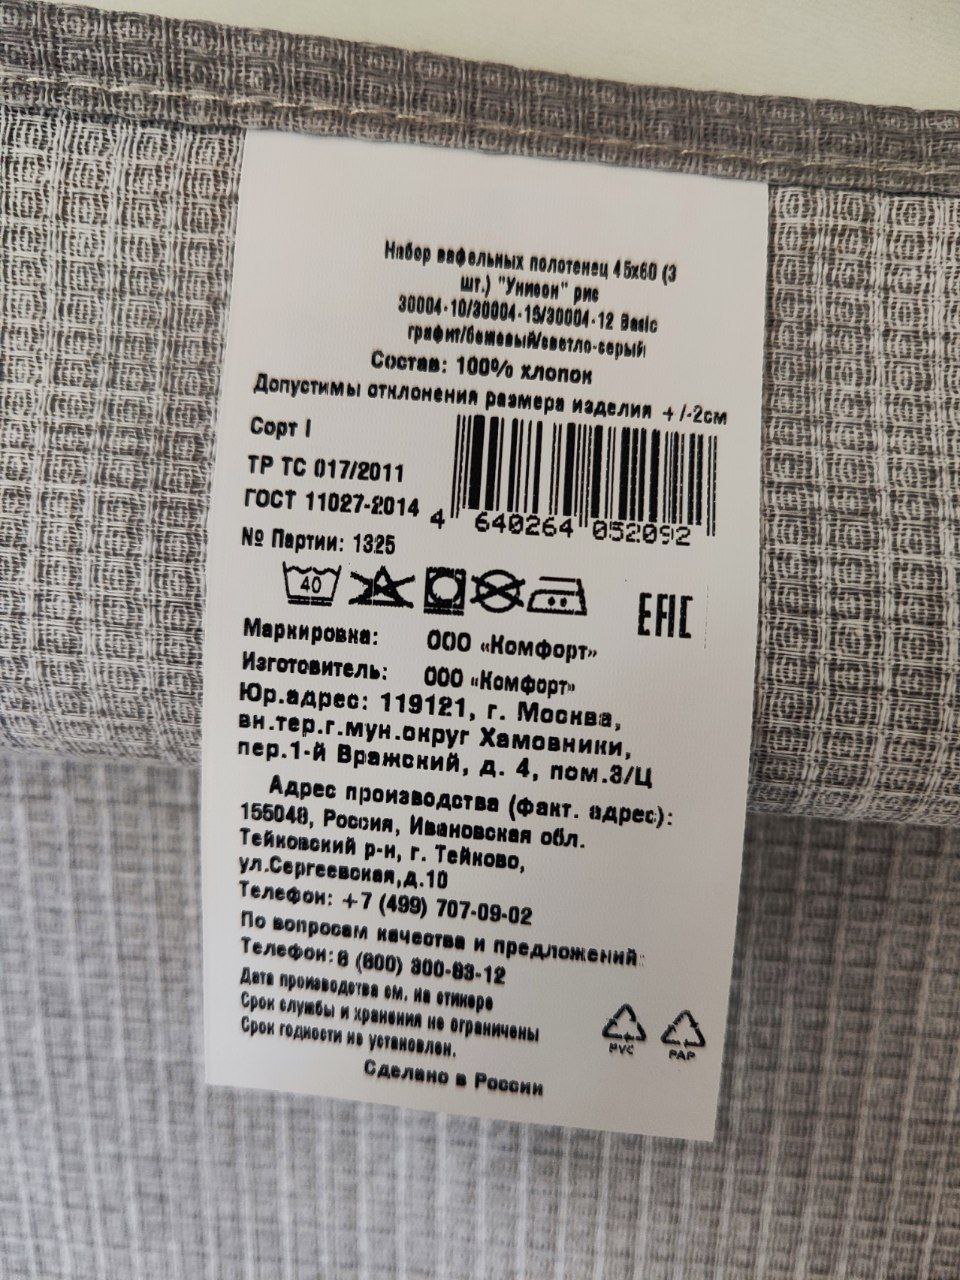 Набор вафельных полотенец 45x60 (3
шт.) "Унисон" рис
30004-10/30004-15/30004-12 Basic
графит/бежевый/светло-серый
Состав: 100% хлопок
Допустимы отклонения размера изделия +/-2см
Сорт I
ТР ТС 017/2011
ГОСТ 11027-2014
4 640264 052092
№ Партии: 1325
40
EAC
Маркировка: ООО «Комфорт»
Изготовитель: ООО «Комфорт»
Юр.адрес: 119121, г. Москва,
вн.тер.г.мун.округ Хамовники,
пер.1-й Вражский, д. 4, пом.3/Ц
Адрес производства (факт. адрес):
155048, Россия, Ивановская обл.
Тейковский р-н, г. Тейково,
ул.Сергеевская,д.10
Телефон: +7 (499) 707-09-02
По вопросам качества и предложений:
Телефон: 8 (800) 300-83-12
Дата производства см. на стикере
Срок службы и хранения не ограничены
Срок годности не установлен.
PVC PAP
Сделано в России